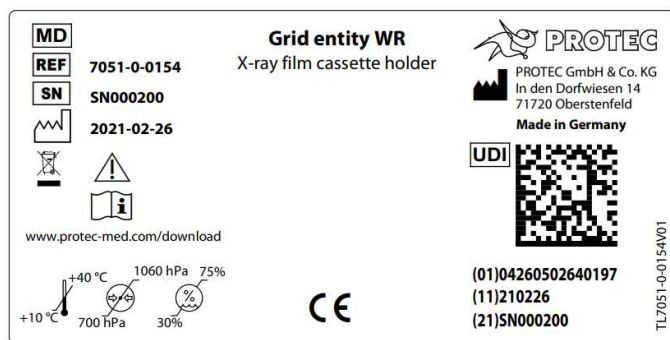 MD
REF 7051-0-0154
SN SN000200
2021-02-26
www.protec-med.com/download
+40 °C
+10 °C
1060 hPa
700 hPa
75%
%
30%
Grid entity WR
X-ray film cassette holder
CE
PROTEC
PROTEC GmbH & Co. KG
In den Dorfwiesen 14
71720 Oberstenfeld
Made in Germany
UDI
(01)04260502640197
(11)210226
(21)SN000200
TL7051-0-0154V01